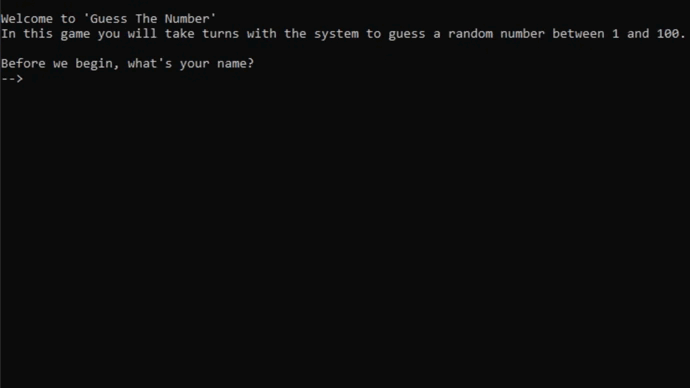 Welcome to 'Guess The Number'
In this game you will take turns with the system to guess a random number between 1 and 100.
Before we begin, what's your name?
-->